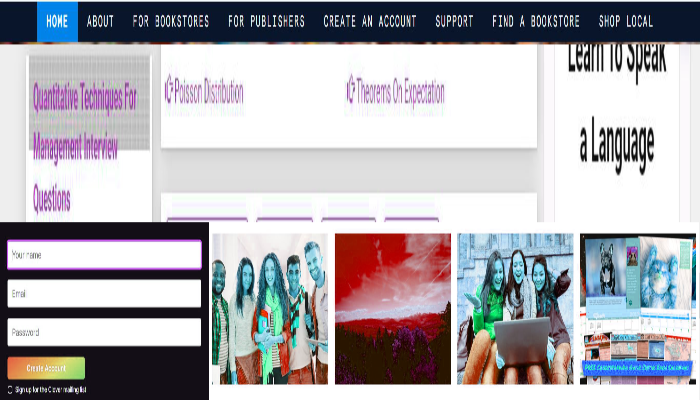 HOME ABOUT FOR BOOKSTORES FOR PUBLISHERS CREATE AN ACCOUNT SUPPORT FIND A BOOKSTORE SHOP LOCAL
Quantitative Techniques For
Management Interview
Questions
Poisson Distribution
Theorems On Expectation
Learn To Speak
a Language
Your name
Email
Password
Create Account
Sign up for the Clover mailing list